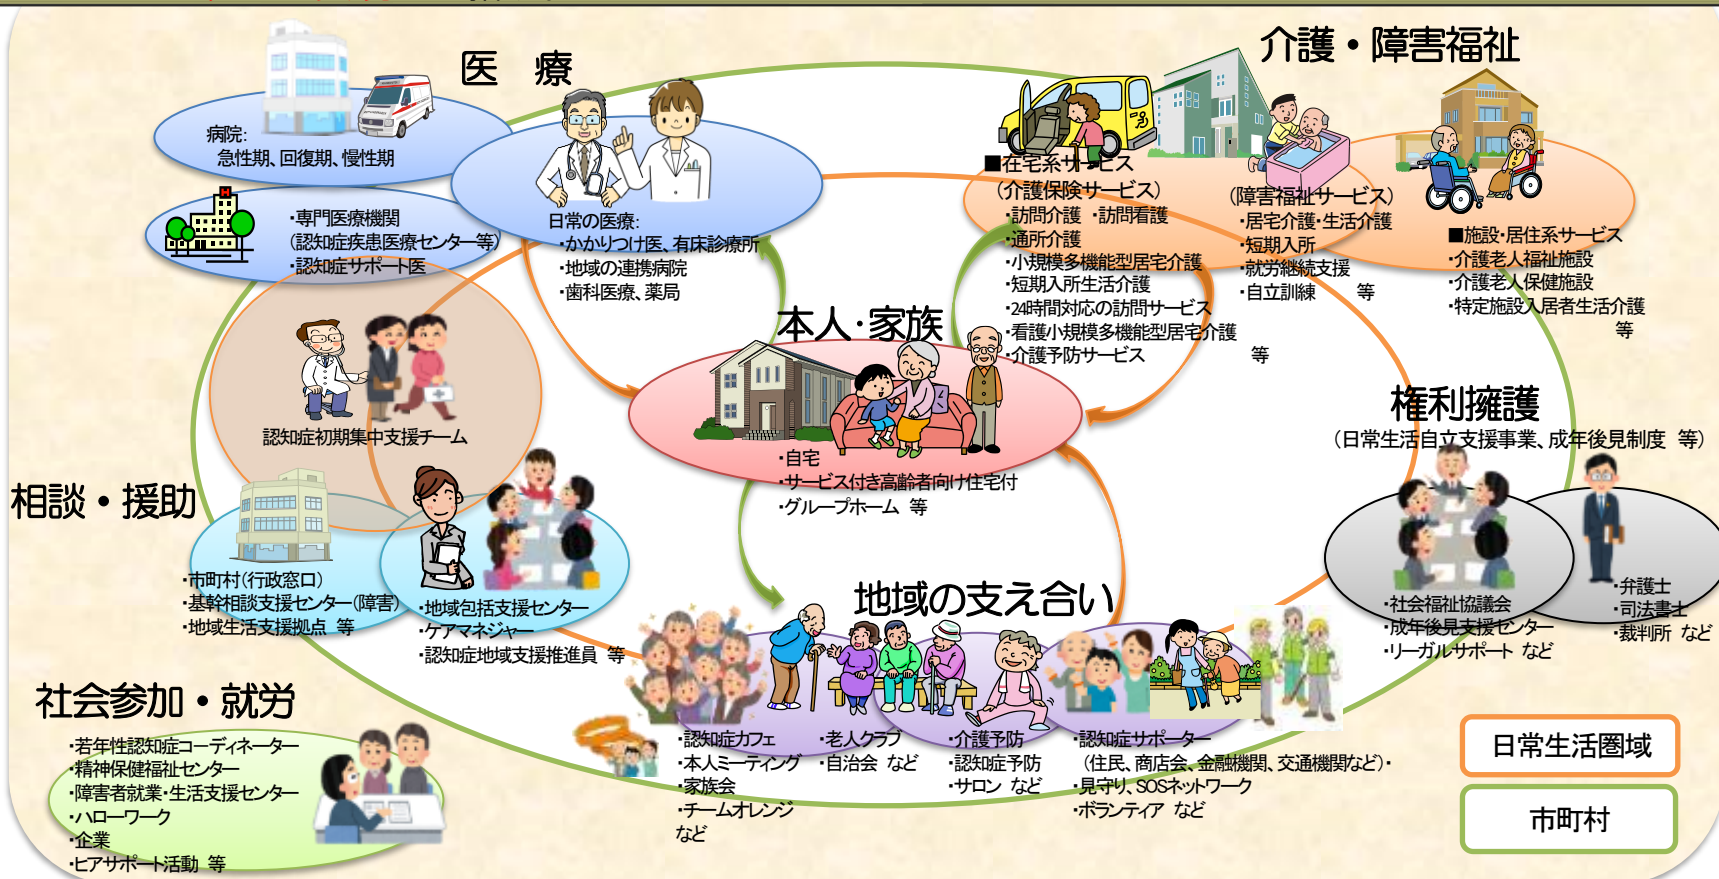 医　療
病院:
急性期、回復期、慢性期
・専門医療機関
(認知症疾患医療センター等)
・認知症サポート医
日常の医療:
・かかりつけ医、有床診療所
・地域の連携病院
・歯科医療、薬局
介護・障害福祉
■在宅系サービス
(介護保険サービス)
・訪問介護 ・訪問看護
・通所介護
・小規模多機能型居宅介護
・短期入所生活介護
・24時間対応の訪問サービス
・看護小規模多機能型居宅介護
・介護予防サービス　　　等
(障害福祉サービス)
・居宅介護・生活介護
・短期入所
・就労継続支援
・自立訓練　等
■施設・居住系サービス
・介護老人福祉施設
・介護老人保健施設
・特定施設入居者生活介護
等
本人・家族
・自宅
・サービス付き高齢者向け住宅付
・グループホーム 等
認知症初期集中支援チーム
相談・援助
・市町村(行政窓口)
・基幹相談支援センター(障害)
・地域生活支援拠点 等
・地域包括支援センター
・ケアマネジャー
・認知症地域支援推進員 等
権利擁護
(日常生活自立支援事業、成年後見制度 等)
・社会福祉協議会
・成年後見支援センター
・リーガルサポート など
・弁護士
・司法書士
・裁判所 など
地域の支え合い
・認知症カフェ
・本人ミーティング
・家族会
・チームオレンジ
など
・老人クラブ
・自治会 など
・介護予防
・認知症予防
・サロン など
・認知症サポーター
(住民、商店会、金融機関、交通機関など)・
・見守り、SOSネットワーク
・ボランティア など
社会参加・就労
・若年性認知症コーディネーター
・精神保健福祉センター
・障害者就業・生活支援センター
・ハローワーク
・企業
・ピアサポート活動 等
日常生活圏域
市町村